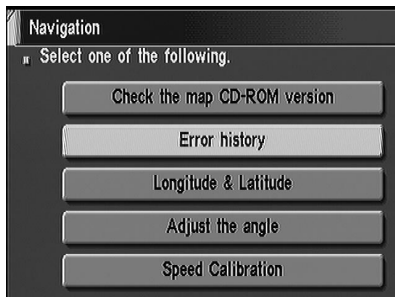 Navigation
Select one of the following.
Check the map CD-ROM version
Error history
Longitude & Latitude
Adjust the angle
Speed Calibration